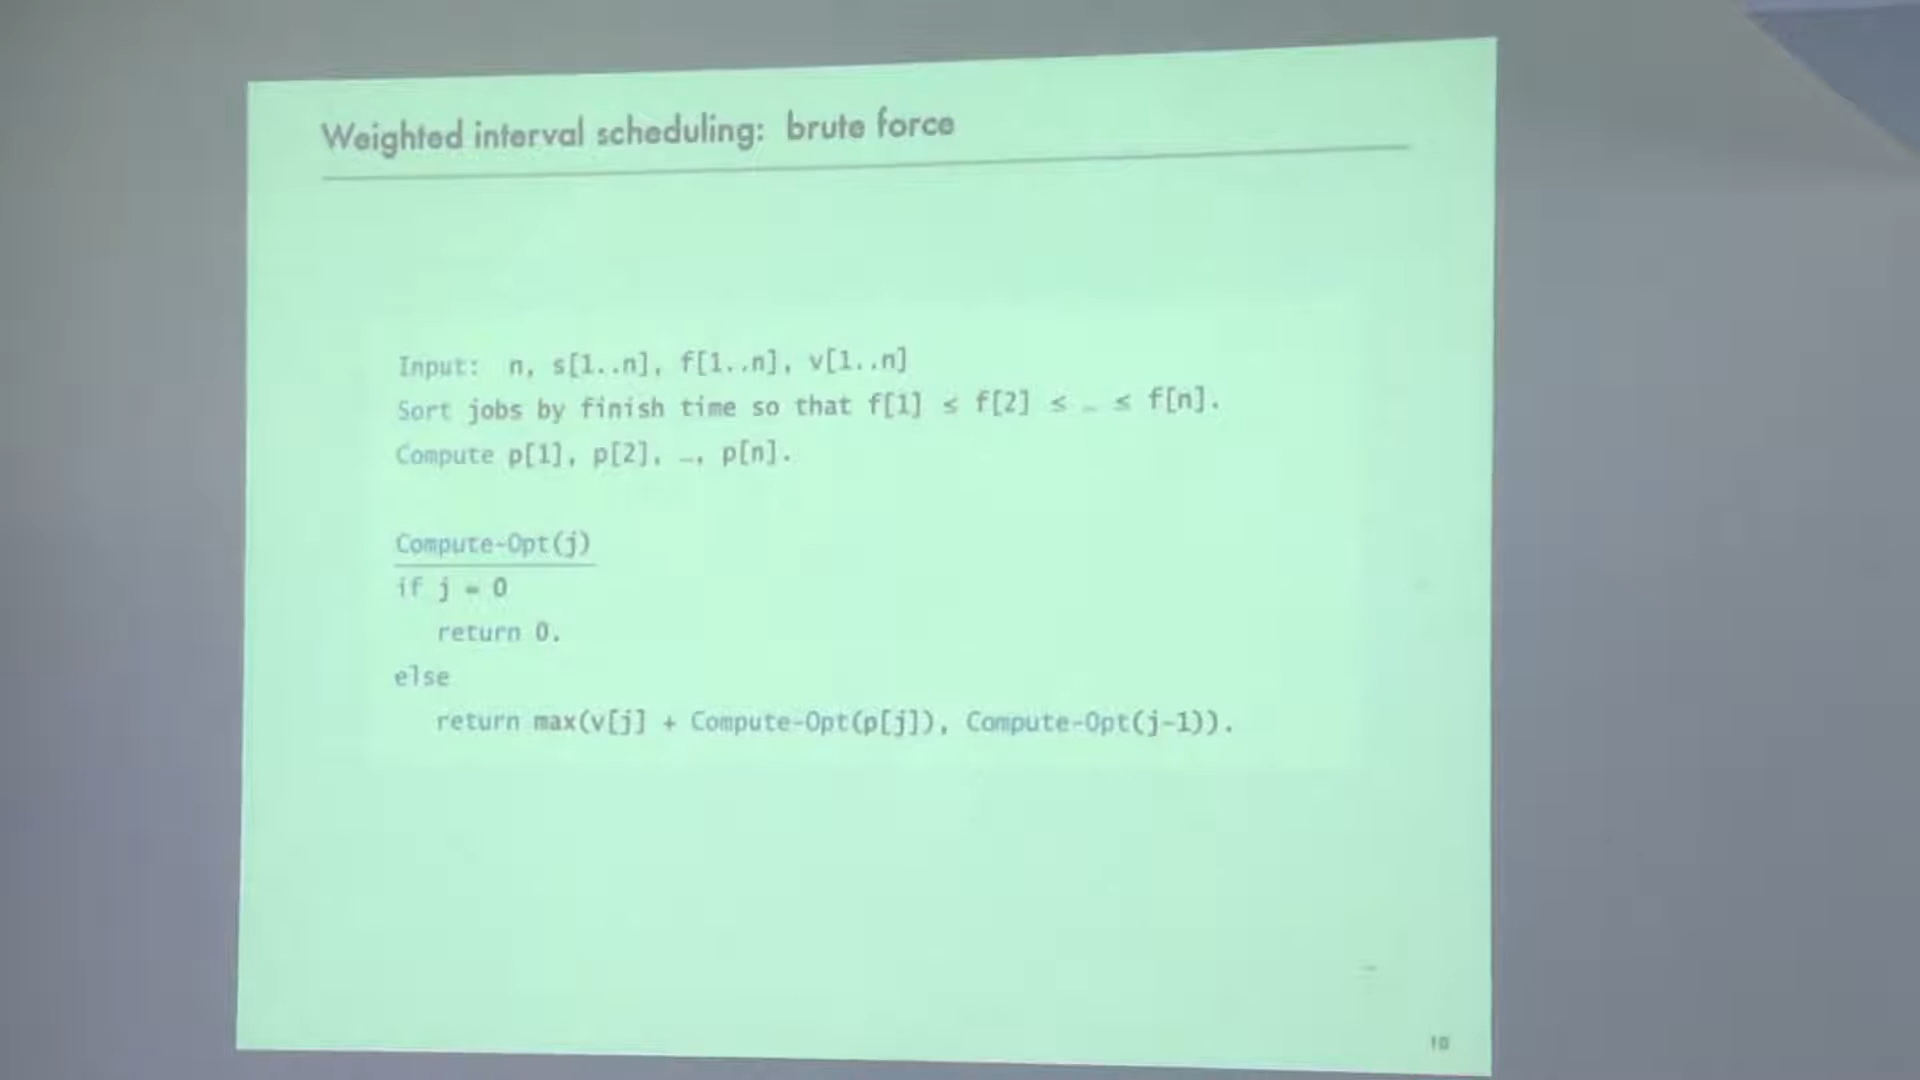 Weighted interval scheduling: brute force
Input: n, s[1..n], f[1..n], v[1..n]
Sort jobs by finish time so that f[1] ≤ f[2] ≤ … ≤ f[n].
Compute p[1], p[2], …, p[n].
Compute-Opt(j)
if j = 0
return 0.
else
return max(v[j] + Compute-Opt(p[j]), Compute-Opt(j-1)).
10